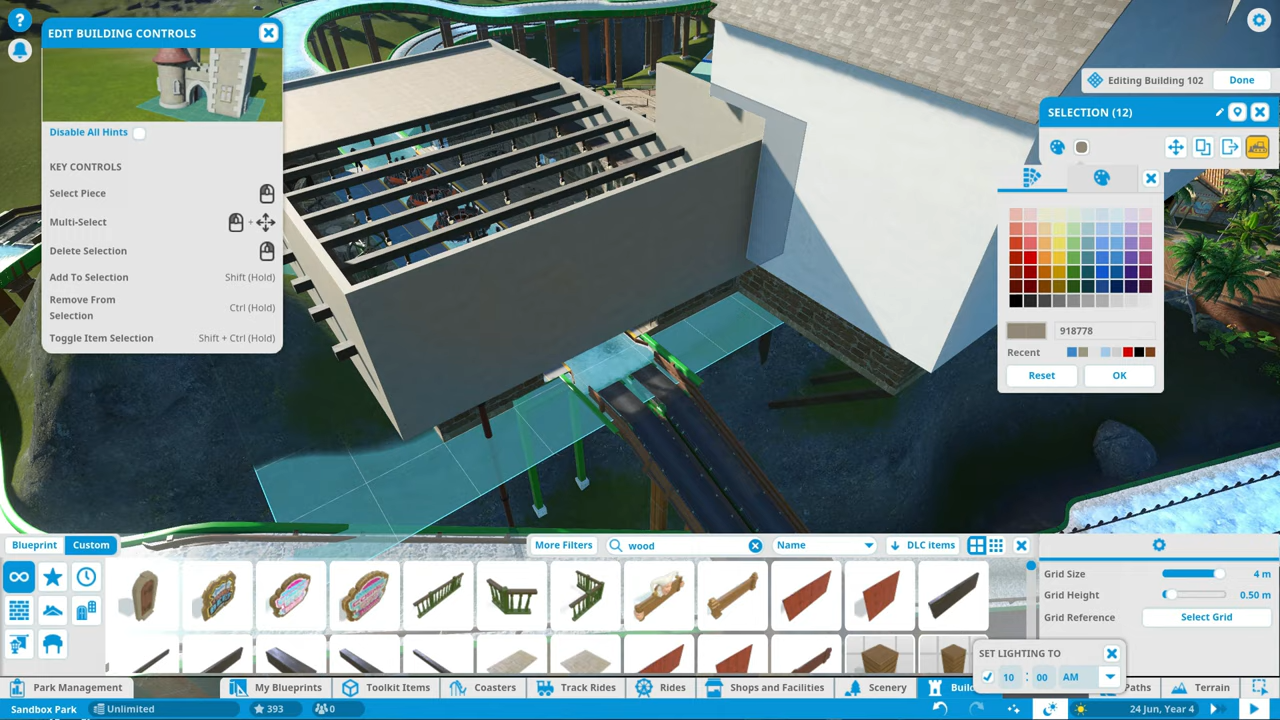 EDIT BUILDING CONTROLS
Disable All Hints
KEY CONTROLS
Select Piece
Multi-Select
Delete Selection
Add To Selection Shift (Hold)
Remove From Selection Ctrl (Hold)
Toggle Item Selection Shift + Ctrl (Hold)
Editing Building 102 Done
SELECTION (12)
918778
Recent
Reset OK
Blueprint Custom More Filters wood Name DLC items
Grid Size 4 m
Grid Height 0.50 m
Grid Reference Select Grid
SET LIGHTING TO
10 : 00 AM
Park Management My Blueprints Toolkit Items Coasters Track Rides Rides Shops and Facilities Scenery Build Paths Terrain
Sandbox Park Unlimited 393 0 24 Jun, Year 4